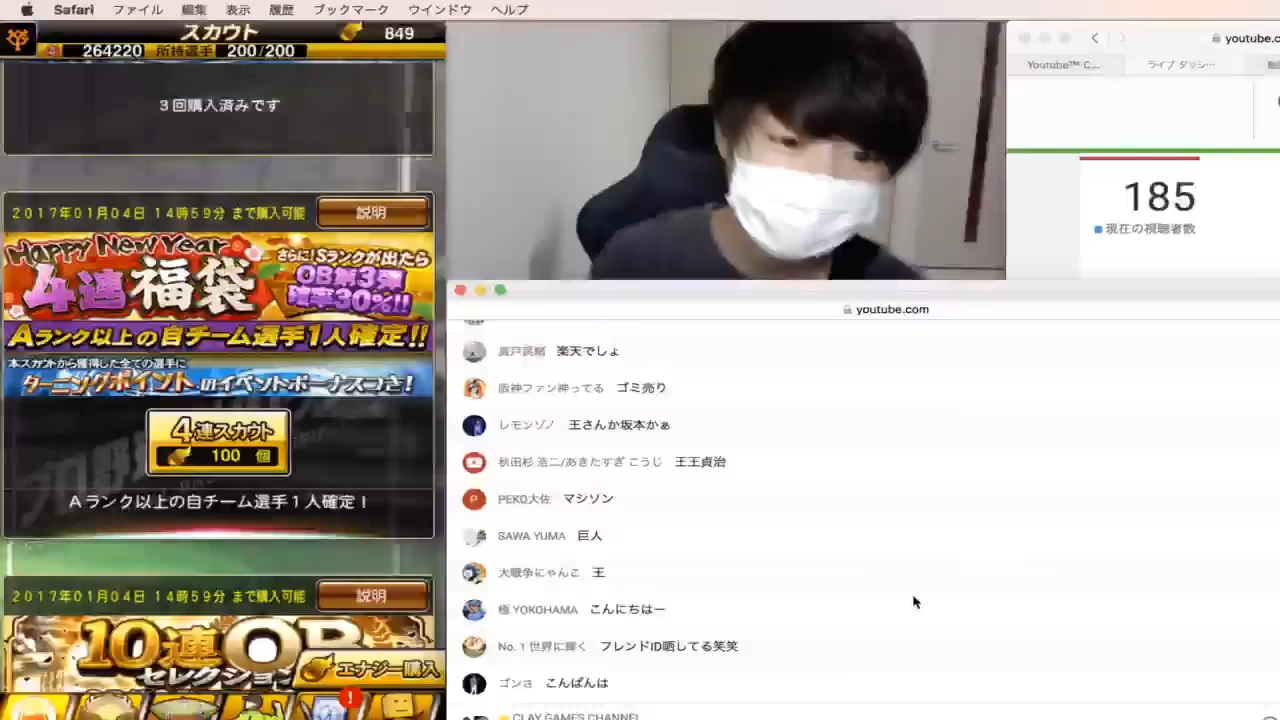 Safari ファイル 編集 表示 履歴 ブックマーク ウインドウ ヘルプ
スカウト 849
264220 所持選手 200/200
3回購入済みです
2017年01月04日 14時59分 まで購入可能 説明
Happy New Year
4連福袋
さらに!Sランクが出たら
OB第3弾
確率30%!!
Aランク以上の自チーム選手1人確定!!
本スカウトから獲得した全ての選手に
ターニングポイントのイベントボーナスつき!
4連スカウト
100 個
Aランク以上の自チーム選手1人確定!
2017年01月04日 14時59分 まで購入可能 説明
10連OB
セレクション
エナジー購入
youtube.c
Youtube™ C... ライブ ダッシ…
185
現在の視聴者数
youtube.com
楽天でしょ
阪神ファン神ってる ゴミ売り
レモンゾノ 王さんか坂本かぁ
秋田杉 浩二/あきたすぎ こうじ 王王貞治
P PEKO大佐 マシソン
SAWA YUMA 巨人
大戦争にゃんこ 王
極 YOKOHAMA こんにちはー
No. 1 世界に輝く フレンドID晒してる笑笑
ゴンさ こんばんは
CLAY GAMES CHANNEL